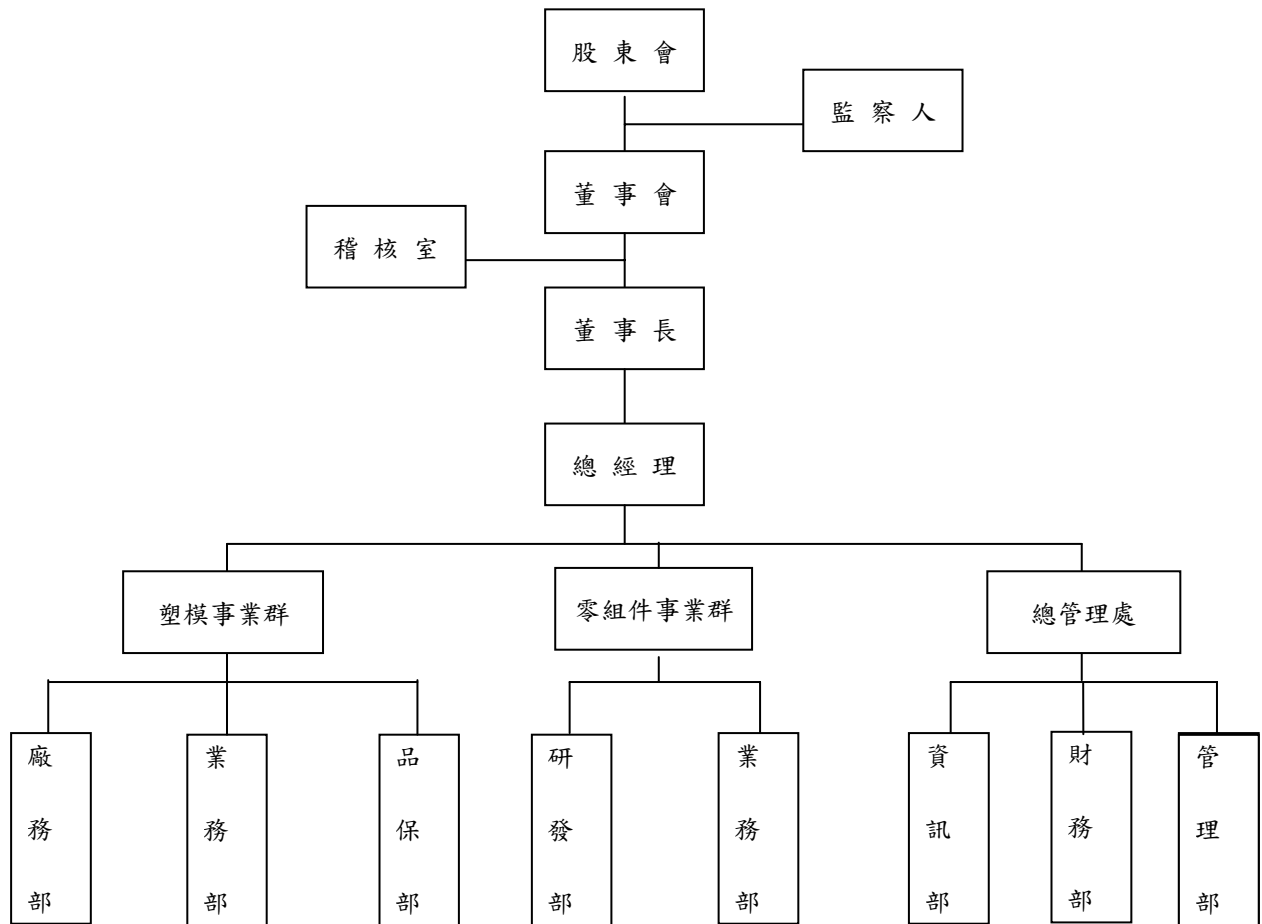 股東會
監察人
董事會
稽核室
董事長
總經理
塑模事業群
零組件事業群
總管理處
廠務部
業務部
品保部
研發部
業務部
資訊部
財務部
管理部